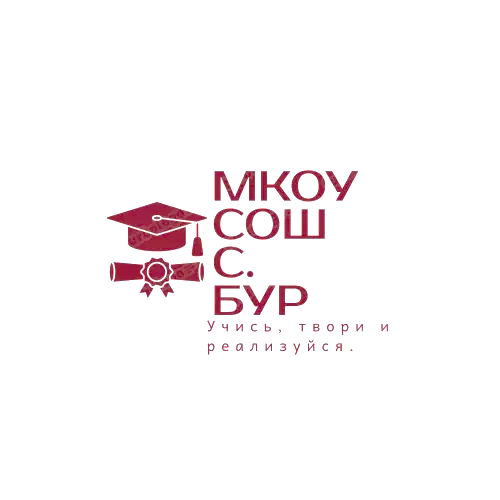 МКОУ
СОШ
С.
БУР
Учись, твори и
реализуйся.